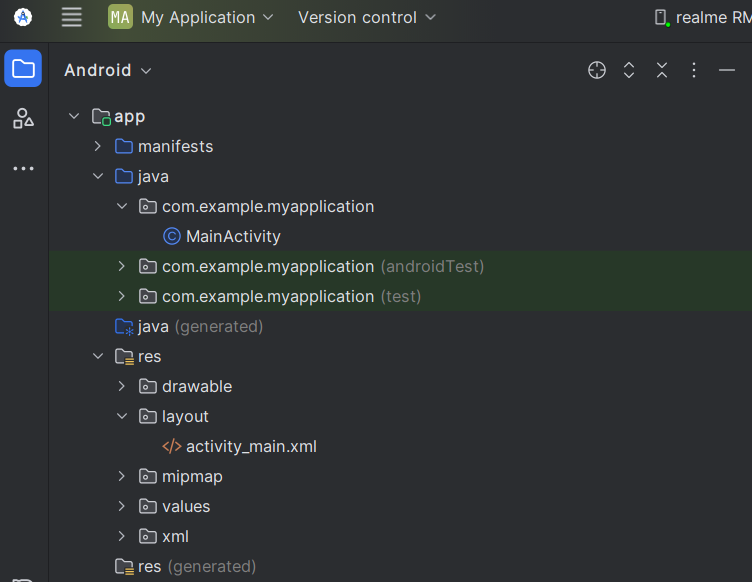 MA My Application Version control realme RM
Android
app
manifests
java
com.example.myapplication
C MainActivity
com.example.myapplication (androidTest)
com.example.myapplication (test)
java (generated)
res
drawable
layout
</> activity_main.xml
mipmap
values
xml
res (generated)